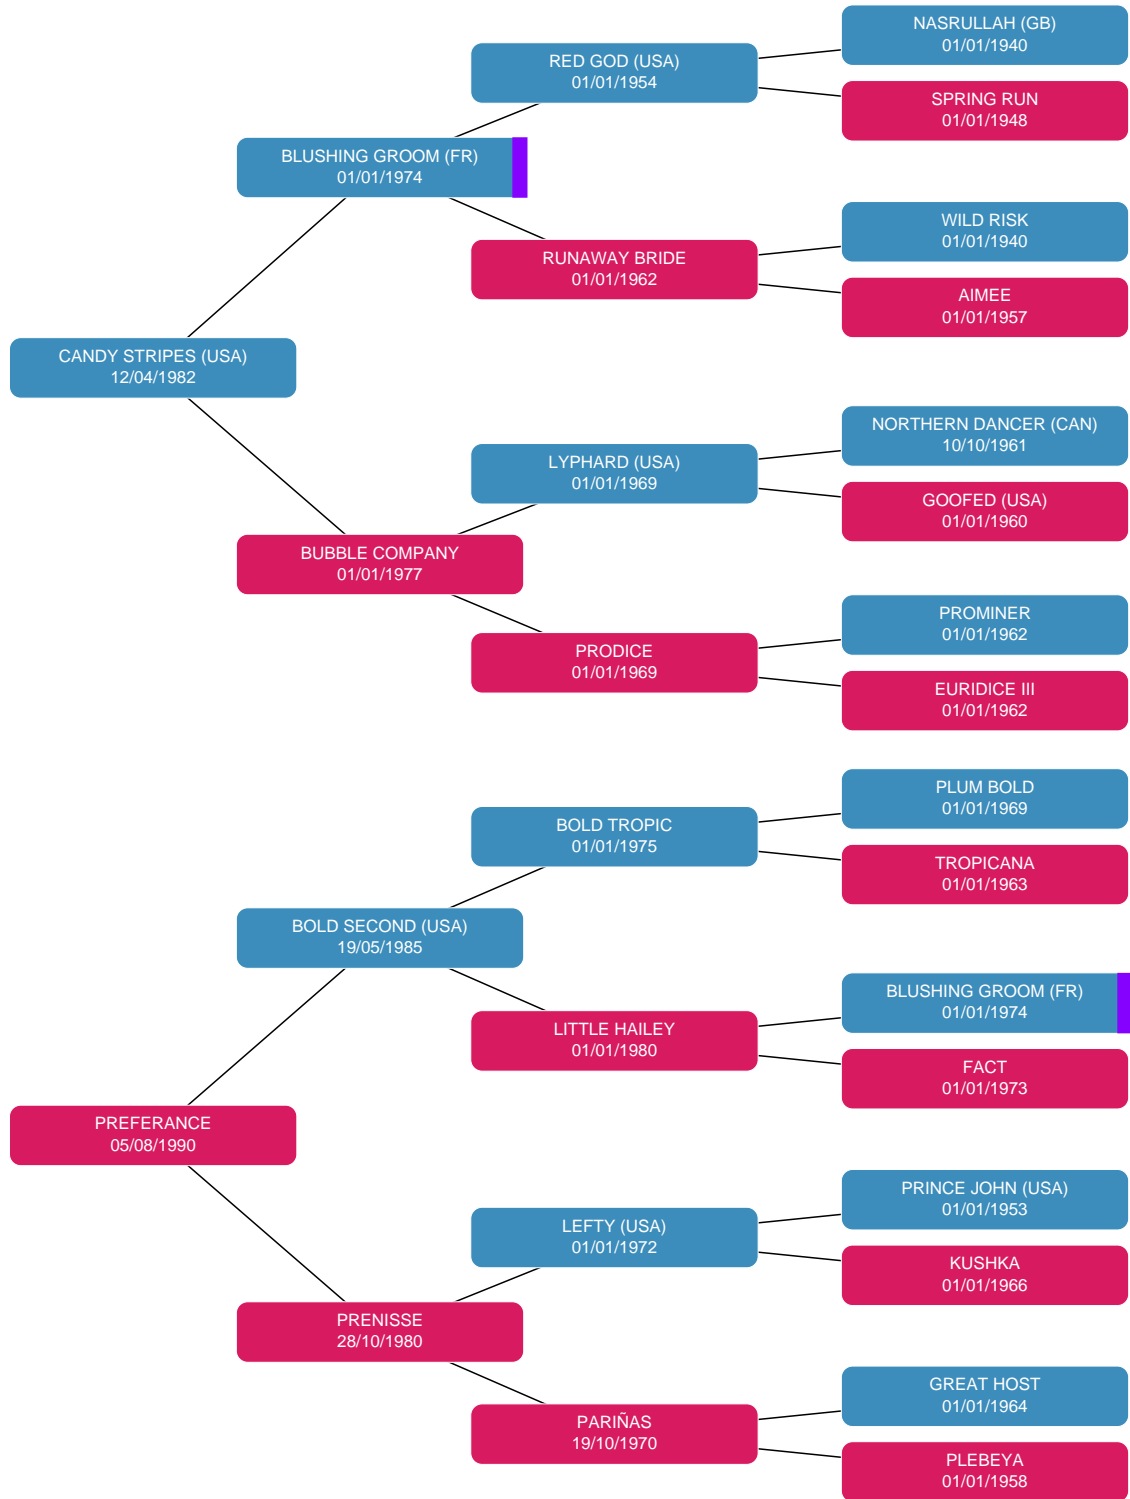 NASRULLAH (GB)
01/01/1940
RED GOD (USA)
01/01/1954
SPRING RUN
01/01/1948
BLUSHING GROOM (FR)
01/01/1974
WILD RISK
01/01/1940
RUNAWAY BRIDE
01/01/1962
AIMEE
01/01/1957
CANDY STRIPES (USA)
12/04/1982
NORTHERN DANCER (CAN)
10/10/1961
LYPHARD (USA)
01/01/1969
GOOFED (USA)
01/01/1960
BUBBLE COMPANY
01/01/1977
PROMINER
01/01/1962
PRODICE
01/01/1969
EURIDICE III
01/01/1962
PLUM BOLD
01/01/1969
BOLD TROPIC
01/01/1975
TROPICANA
01/01/1963
BOLD SECOND (USA)
19/05/1985
BLUSHING GROOM (FR)
01/01/1974
LITTLE HAILEY
01/01/1980
FACT
01/01/1973
PREFERANCE
05/08/1990
PRINCE JOHN (USA)
01/01/1953
LEFTY (USA)
01/01/1972
KUSHKA
01/01/1966
PRENISSE
28/10/1980
GREAT HOST
01/01/1964
PARIÑAS
19/10/1970
PLEBEYA
01/01/1958